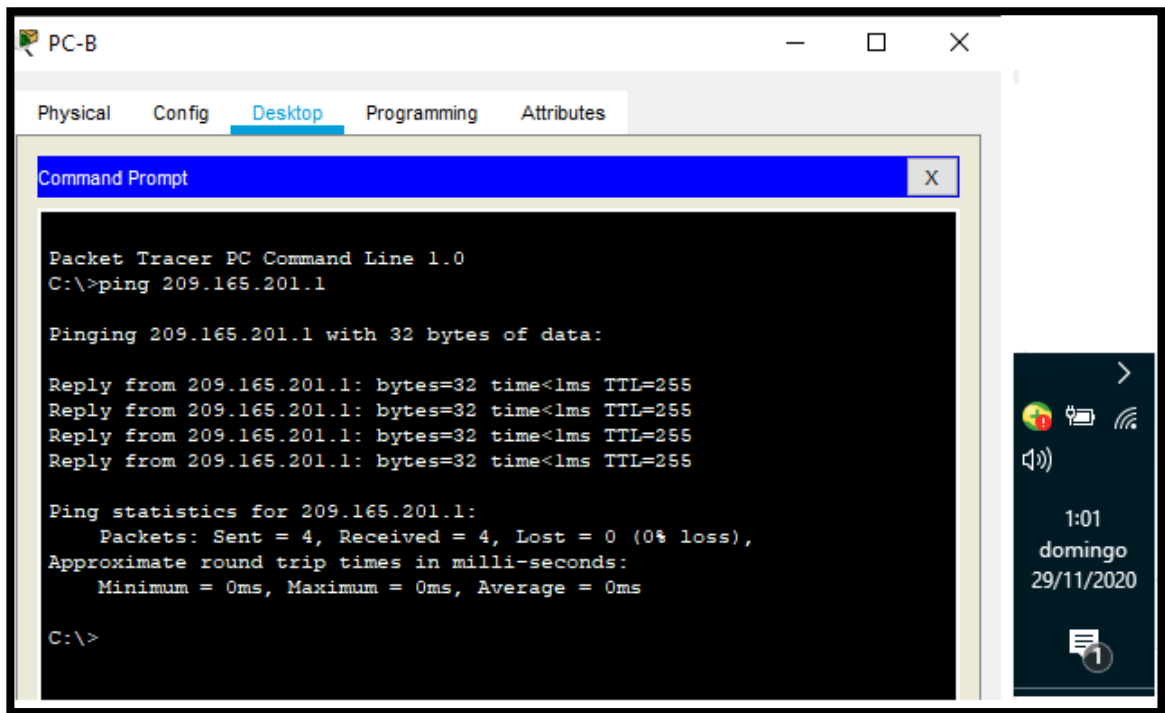 PC-B
Physical Config Desktop Programming Attributes
Command Prompt X
Packet Tracer PC Command Line 1.0
C:\>ping 209.165.201.1
Pinging 209.165.201.1 with 32 bytes of data:
Reply from 209.165.201.1: bytes=32 time<1ms TTL=255
Reply from 209.165.201.1: bytes=32 time<1ms TTL=255
Reply from 209.165.201.1: bytes=32 time<1ms TTL=255
Reply from 209.165.201.1: bytes=32 time<1ms TTL=255
Ping statistics for 209.165.201.1:
Packets: Sent = 4, Received = 4, Lost = 0 (0% loss),
Approximate round trip times in milli-seconds:
Minimum = 0ms, Maximum = 0ms, Average = 0ms
C:\>
1:01
domingo
29/11/2020
1